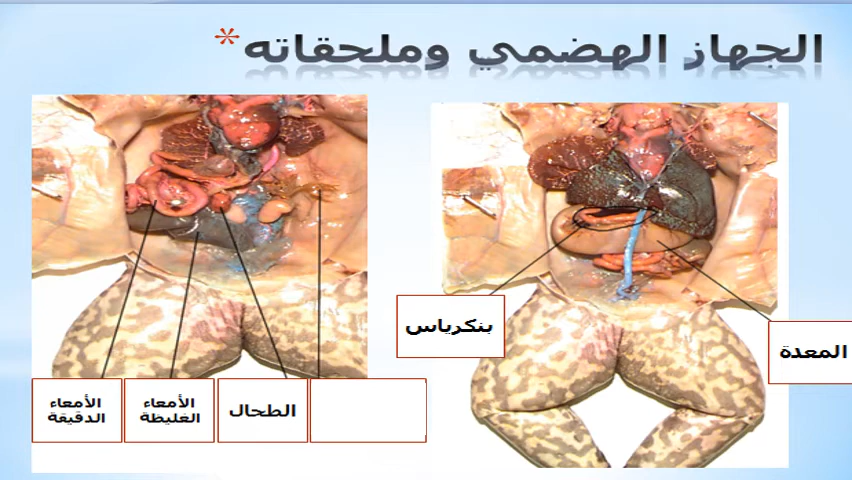 * الجهاز الهضمي وملحقاته
بنكرياس
المعدة
الأمعاء
الدقيقة
الأمعاء
الغليظة
الطحال